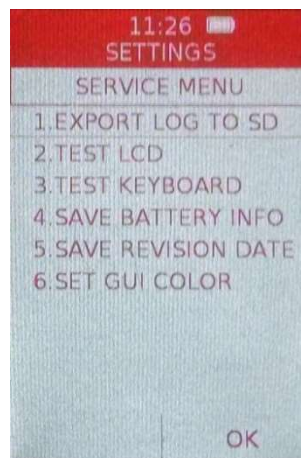 11:26
SETTINGS
SERVICE MENU
1.EXPORT LOG TO SD
2.TEST LCD
3.TEST KEYBOARD
4.SAVE BATTERY INFO
5.SAVE REVISION DATE
6.SET GUI COLOR
OK